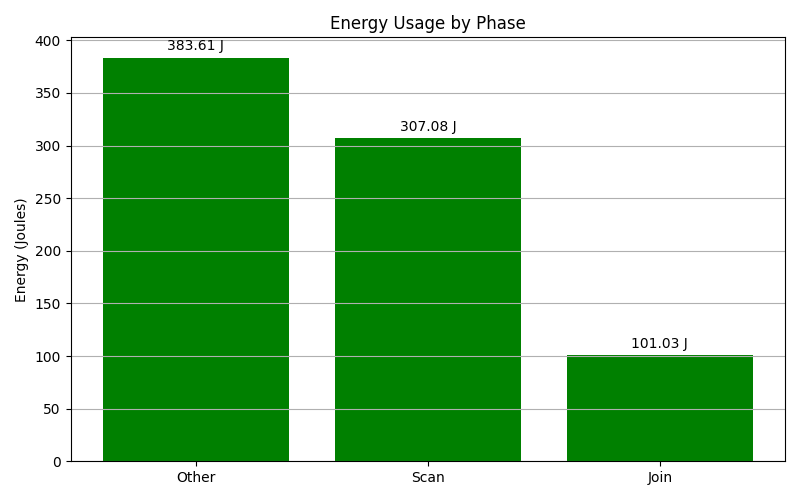 Energy Usage by Phase
Energy (Joules)
400
350
300
250
200
150
100
50
0
383.61 J
307.08 J
101.03 J
Other
Scan
Join